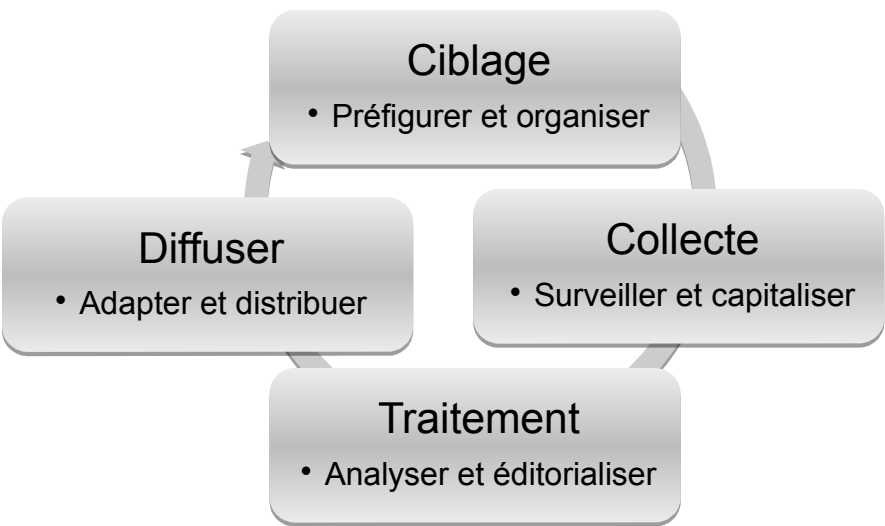 Ciblage
• Préfigurer et organiser
Collecte
• Surveiller et capitaliser
Traitement
• Analyser et éditorialiser
Diffuser
• Adapter et distribuer